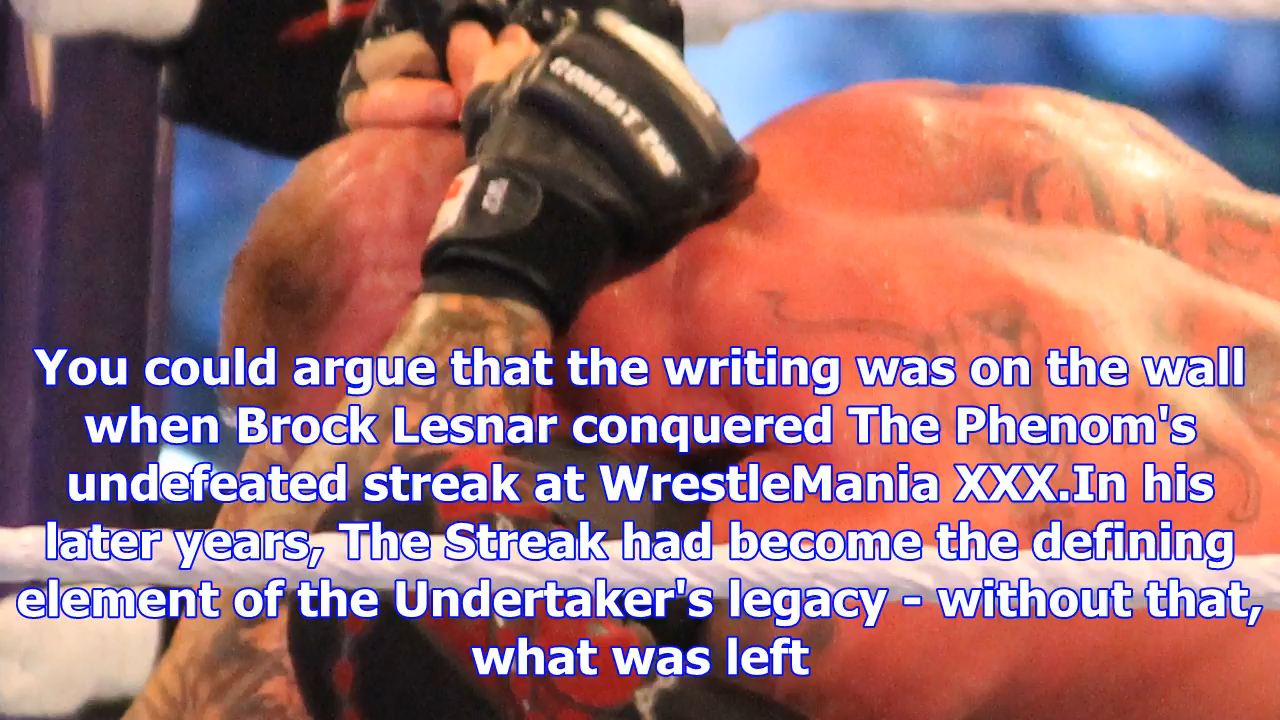 COMBAT
You could argue that the writing was on the wall
when Brock Lesnar conquered The Phenom's
undefeated streak at WrestleMania XXX.In his
later years, The Streak had become the defining
element of the Undertaker's legacy - without that,
what was left